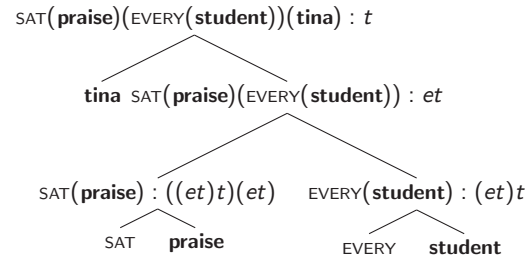 SAT(praise)(EVERY(student))(tina) : t
tina SAT(praise)(EVERY(student)) : et
SAT(praise) : ((et)t)(et) EVERY(student) : (et)t
SAT praise EVERY student